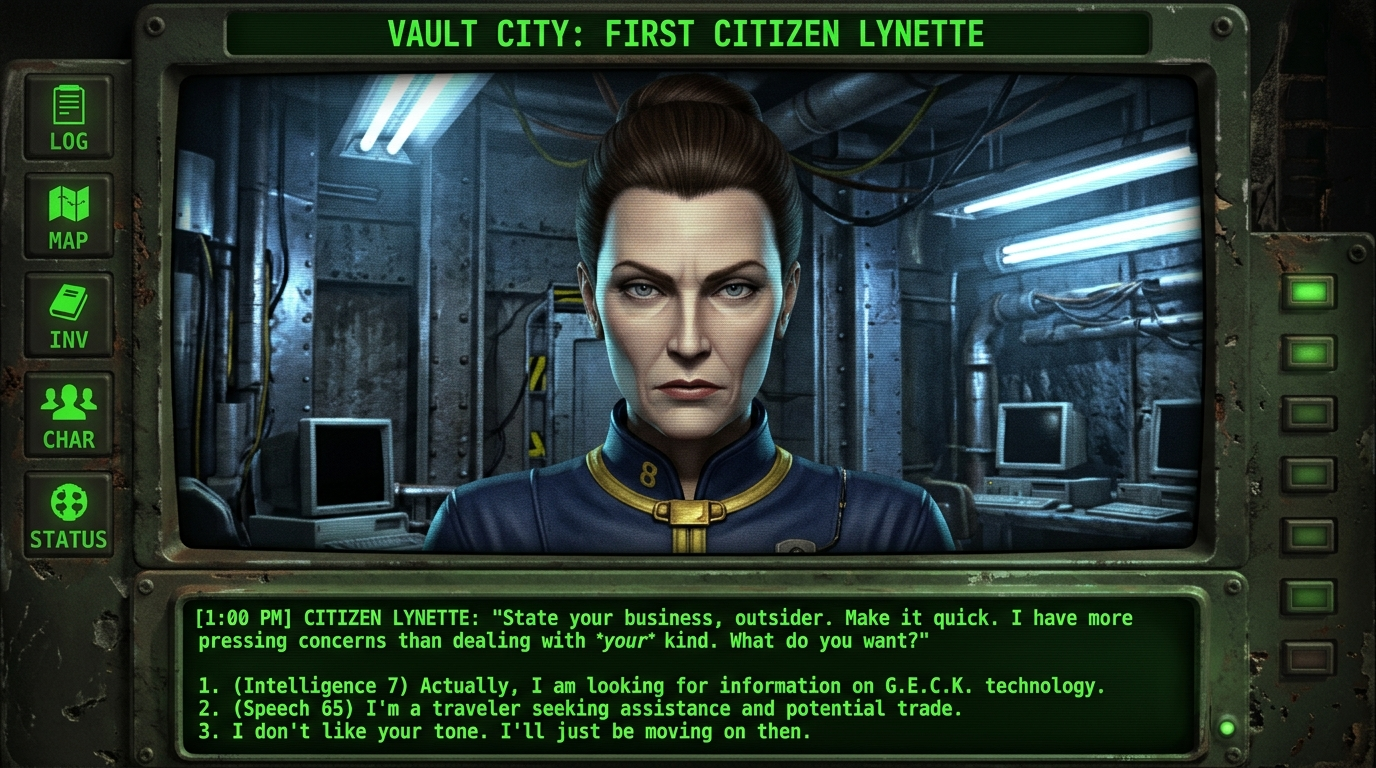 VAULT CITY: FIRST CITIZEN LYNETTE
LOG
MAP
INV
CHAR
STATUS
8
[1:00 PM] CITIZEN LYNETTE: "State your business, outsider. Make it quick. I have more
pressing concerns than dealing with *your* kind. What do you want?"
1. (Intelligence 7) Actually, I am looking for information on G.E.C.K. technology.
2. (Speech 65) I'm a traveler seeking assistance and potential trade.
3. I don't like your tone. I'll just be moving on then.